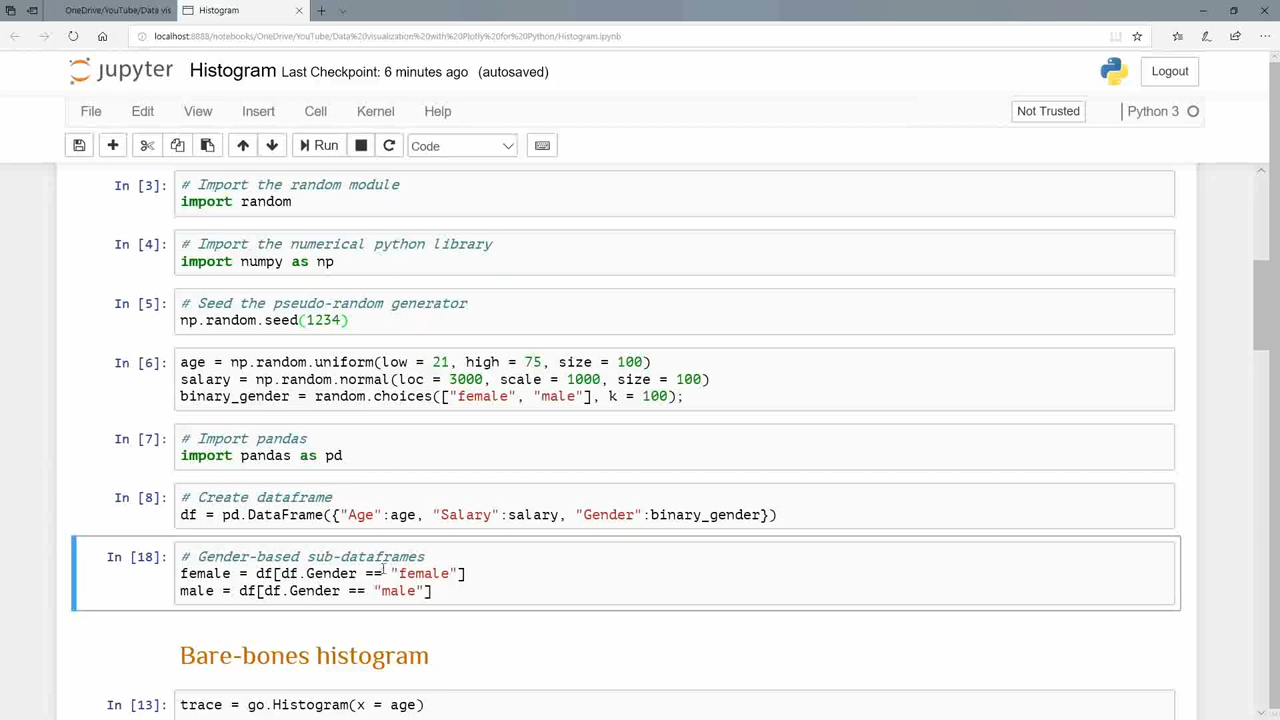 OneDrive/YouTube/Data vis
Histogram
localhost:8888/notebooks/OneDrive/YouTube/Data%20visualization%20with%20Plotly%20for%20Python/Histogram.ipynb
jupyter Histogram Last Checkpoint: 6 minutes ago (autosaved) Logout
File Edit View Insert Cell Kernel Help Not Trusted Python 3
Run Code
In [3]: # Import the random module
import random
In [4]: # Import the numerical python library
import numpy as np
In [5]: # Seed the pseudo-random generator
np.random.seed(1234)
In [6]: age = np.random.uniform(low = 21, high = 75, size = 100)
salary = np.random.normal(loc = 3000, scale = 1000, size = 100)
binary_gender = random.choices(["female", "male"], k = 100);
In [7]: # Import pandas
import pandas as pd
In [8]: # Create dataframe
df = pd.DataFrame({"Age":age, "Salary":salary, "Gender":binary_gender})
In [18]: # Gender-based sub-dataframes
female = df[df.Gender == "female"]
male = df[df.Gender == "male"]
Bare-bones histogram
In [13]: trace = go.Histogram(x = age)